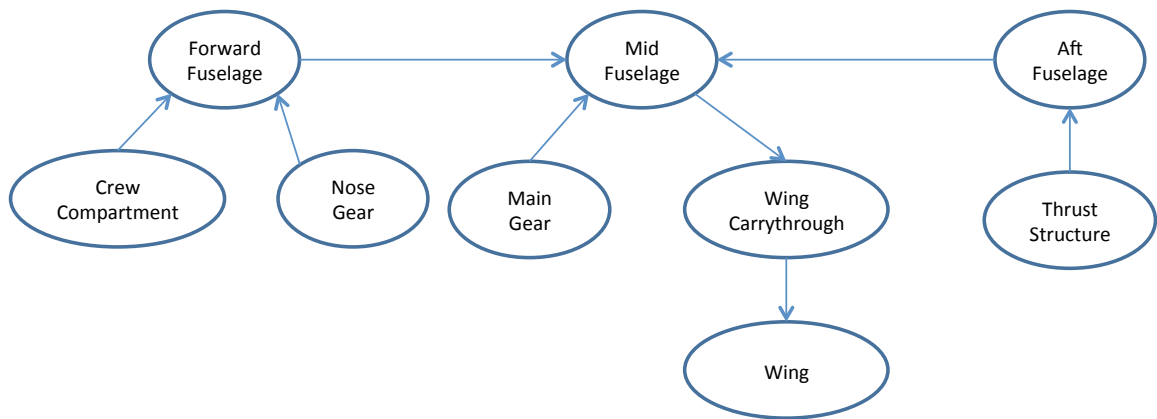 Forward
Fuselage
Mid
Fuselage
Aft
Fuselage
Crew
Compartment
Nose
Gear
Main
Gear
Wing
Carrythrough
Thrust
Structure
Wing